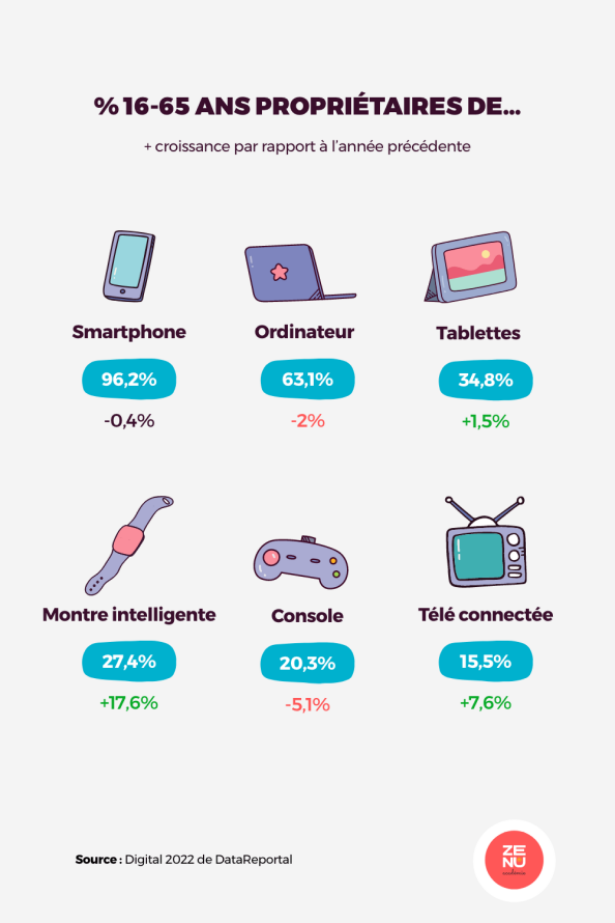 % 16-65 ANS PROPRIÉTAIRES DE...
+ croissance par rapport à l'année précédente
Smartphone
Ordinateur
Tablettes
96,2%
63,1%
34,8%
-0,4%
-2%
+1,5%
Montre intelligente
Console
Télé connectée
27,4%
20,3%
15,5%
+17,6%
-5,1%
+7,6%
Source : Digital 2022 de DataReportal
ZE
NU